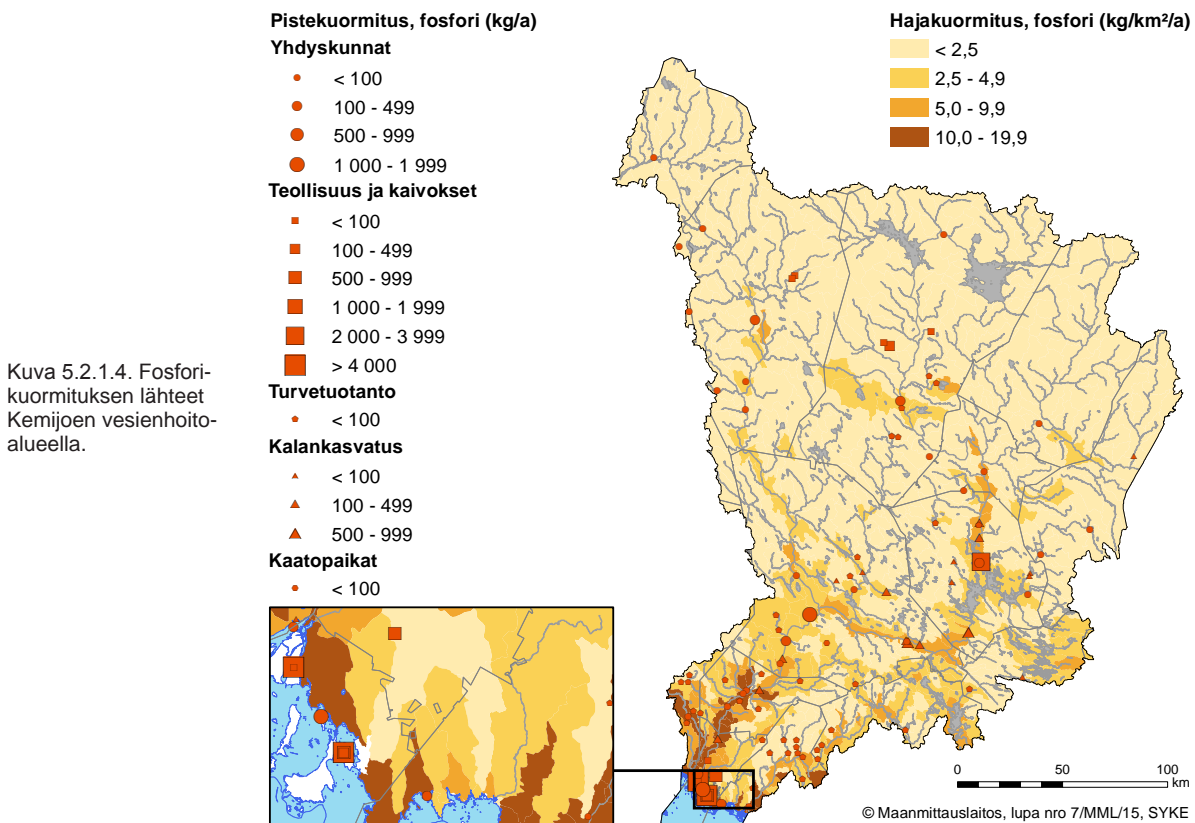 Pistekuormitus, fosfori (kg/a)
Yhdyskunnat
< 100
100 - 499
500 - 999
1 000 - 1 999
Teollisuus ja kaivokset
< 100
100 - 499
500 - 999
1 000 - 1 999
2 000 - 3 999
> 4 000
Turvetuotanto
< 100
Kalankasvatus
< 100
100 - 499
500 - 999
Kaatopaikat
< 100
Hajakuormitus, fosfori (kg/km²/a)
< 2,5
2,5 - 4,9
5,0 - 9,9
10,0 - 19,9
Kuva 5.2.1.4. Fosfori-
kuormituksen lähteet
Kemijoen vesienhoito-
alueella.
0 50 100
km
© Maanmittauslaitos, lupa nro 7/MML/15, SYKE